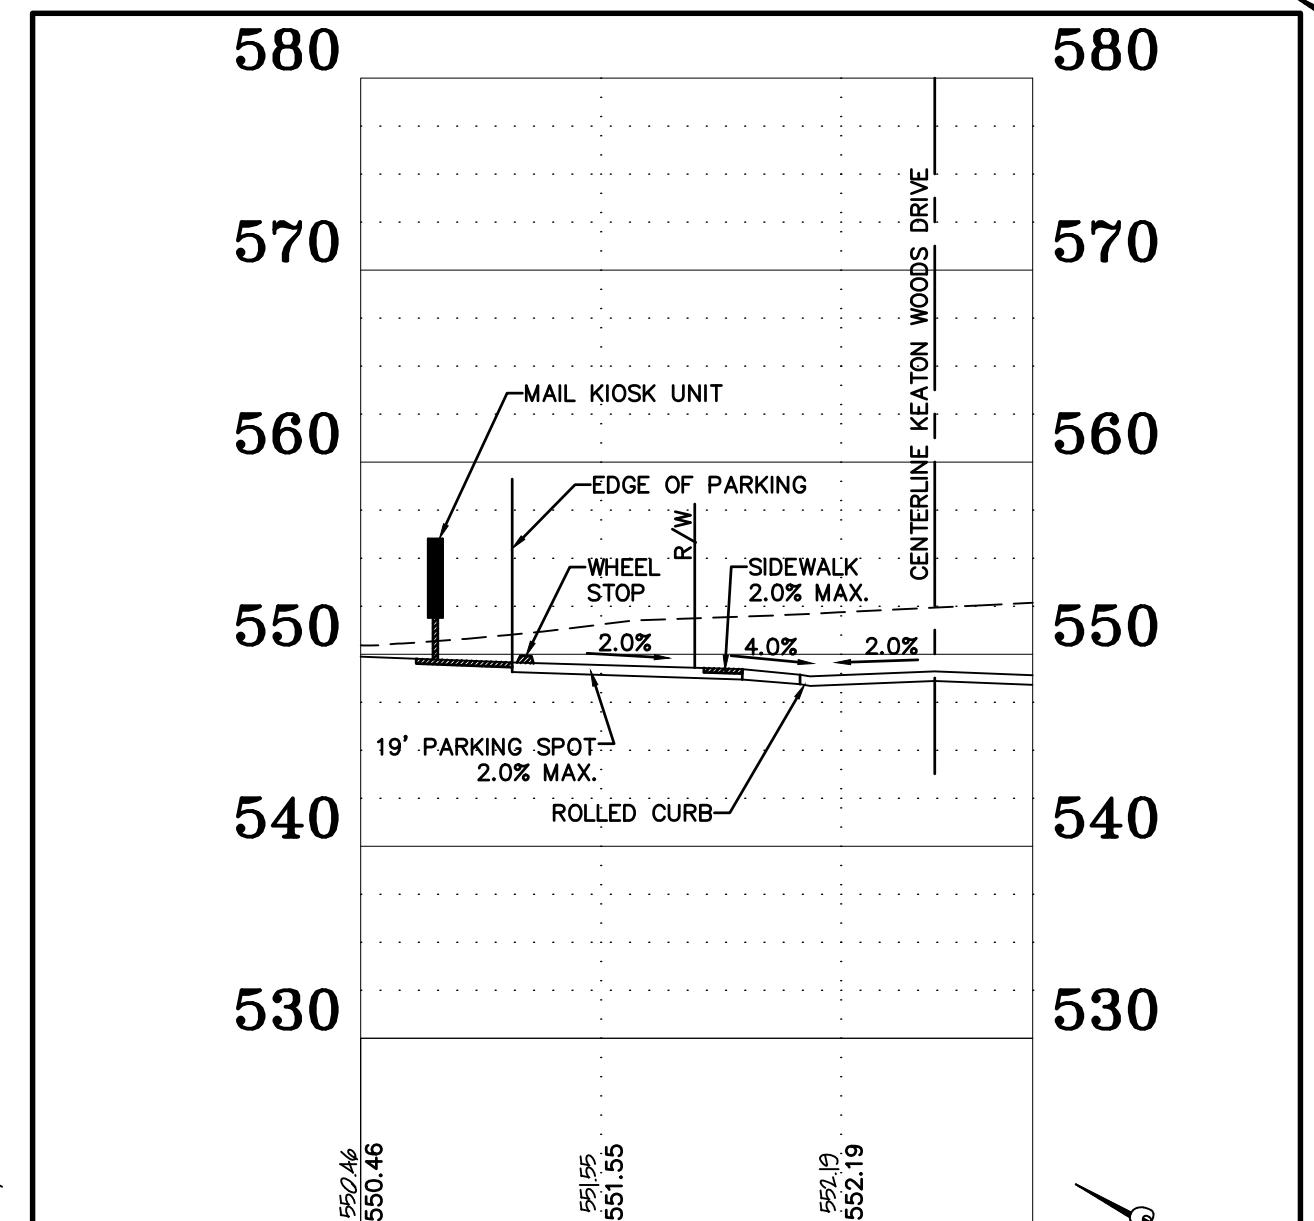 580 580
570 570
CENTERLINE KEATON WOODS DRIVE
MAIL KIOSK UNIT
560 560
EDGE OF PARKING
R/W
WHEEL
STOP
SIDEWALK
2.0% MAX.
550 550
2.0% 4.0% 2.0%
19' PARKING SPOT
2.0% MAX.
ROLLED CURB
540 540
530 530
550.46
550.46
551.55
551.55
552.19
552.19